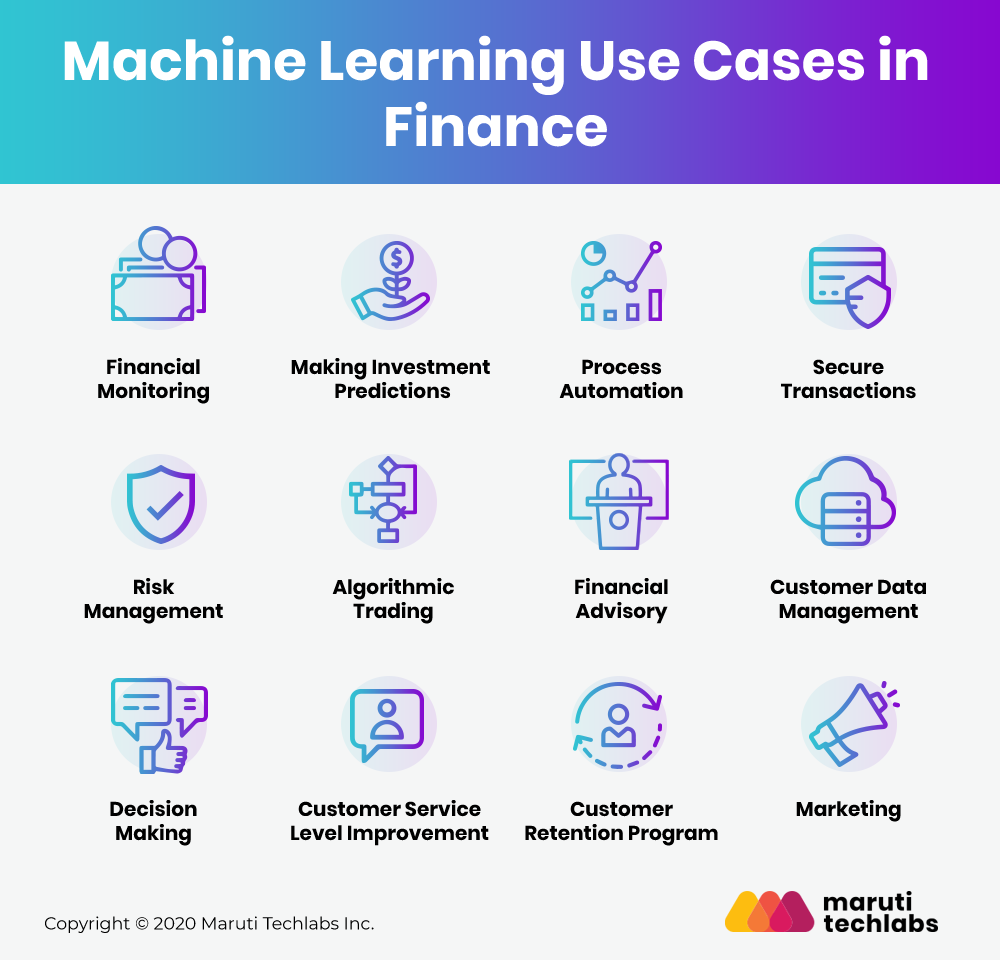 Machine Learning Use Cases in
Finance
$
Financial
Monitoring
Making Investment
Predictions
Process
Automation
Secure
Transactions
Risk
Management
Algorithmic
Trading
Financial
Advisory
Customer Data
Management
Decision
Making
Customer Service
Level Improvement
Customer
Retention Program
Marketing
Copyright © 2020 Maruti Techlabs Inc.
maruti
techlabs